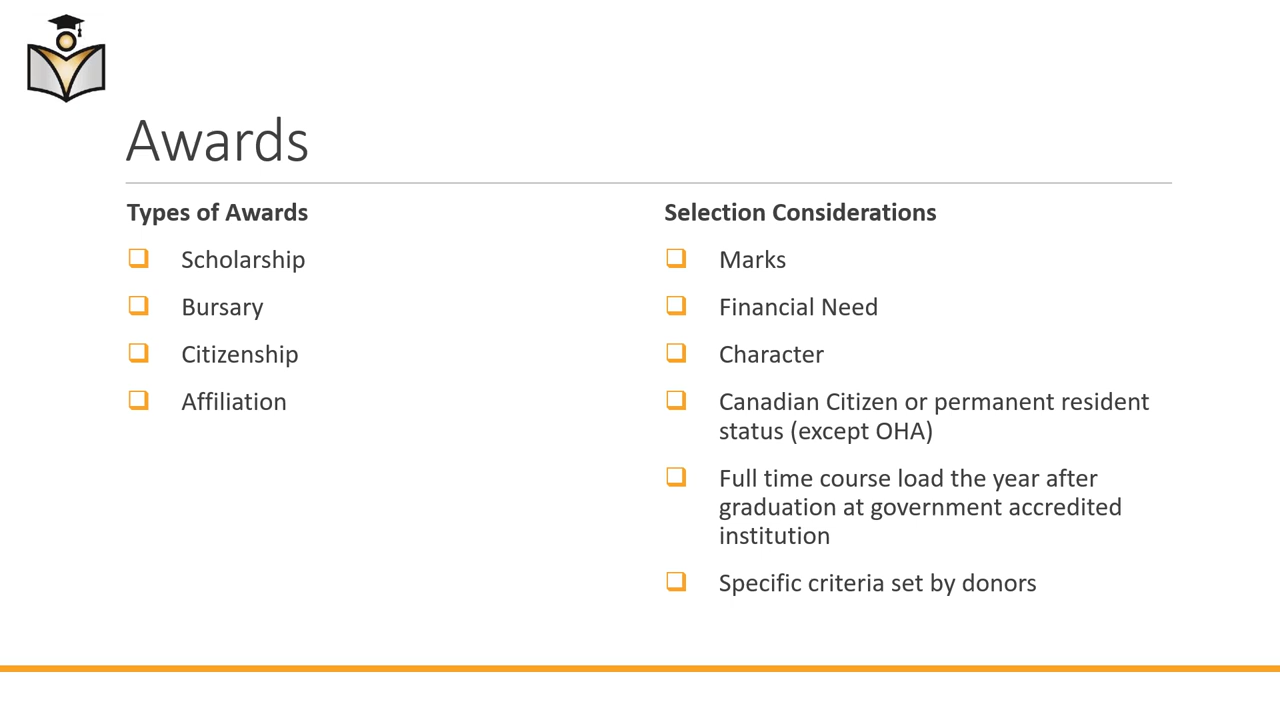 Awards
Types of Awards
Scholarship
Bursary
Citizenship
Affiliation
Selection Considerations
Marks
Financial Need
Character
Canadian Citizen or permanent resident
status (except OHA)
Full time course load the year after
graduation at government accredited
institution
Specific criteria set by donors